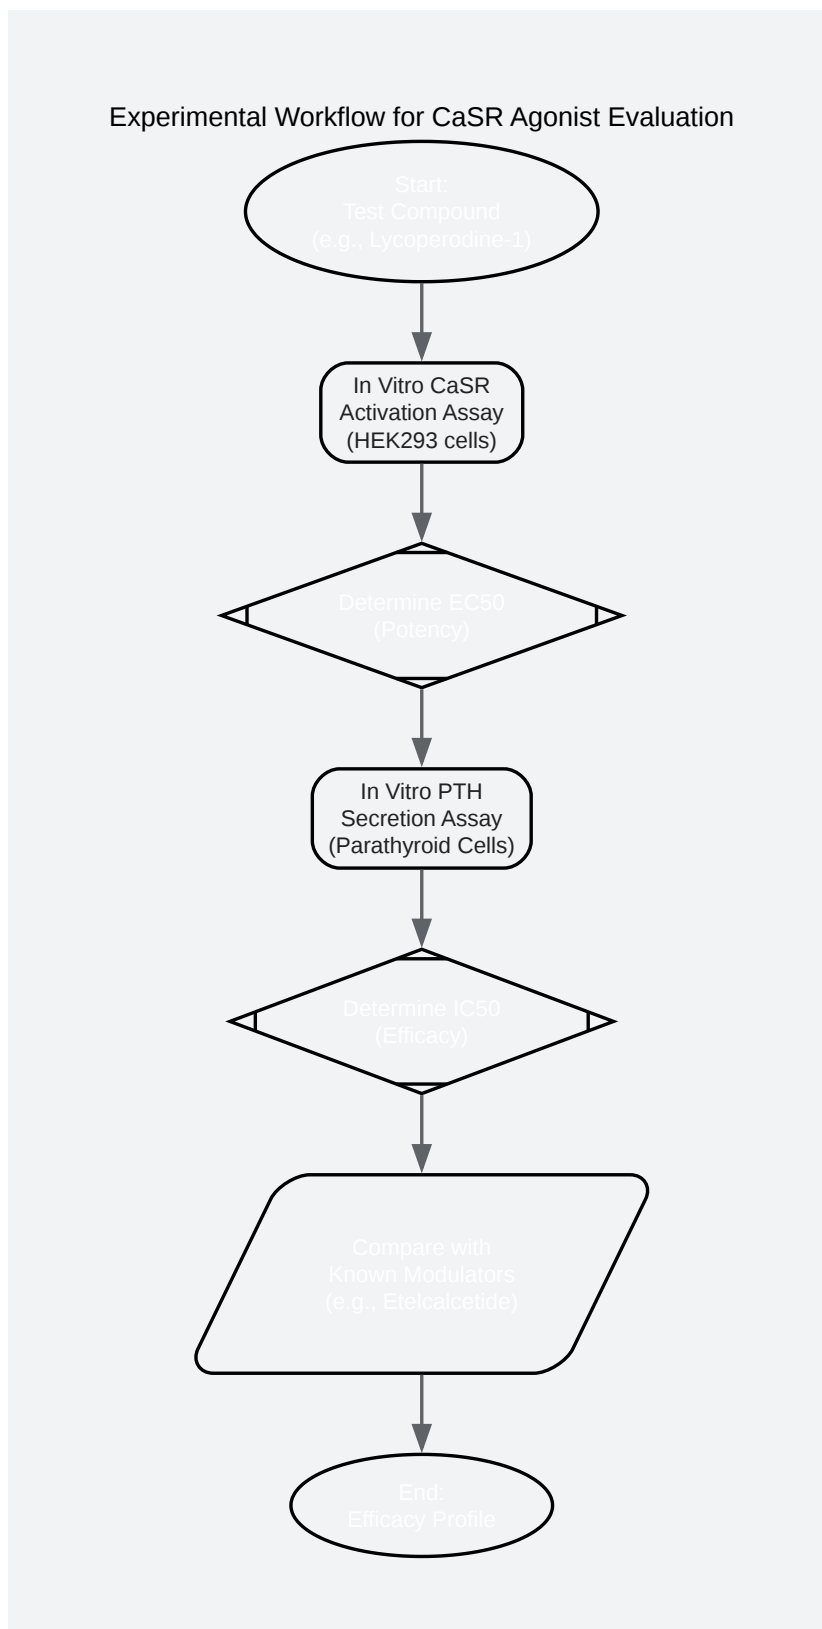 Experimental Workflow for CaSR Agonist Evaluation
Start:
Test Compound
(e.g., Lycoperodine-1)
In Vitro CaSR
Activation Assay
(HEK293 cells)
Determine EC50
(Potency)
In Vitro PTH
Secretion Assay
(Parathyroid Cells)
Determine IC50
(Efficacy)
Compare with
Known Modulators
(e.g., Etelcalcetide)
End:
Efficacy Profile